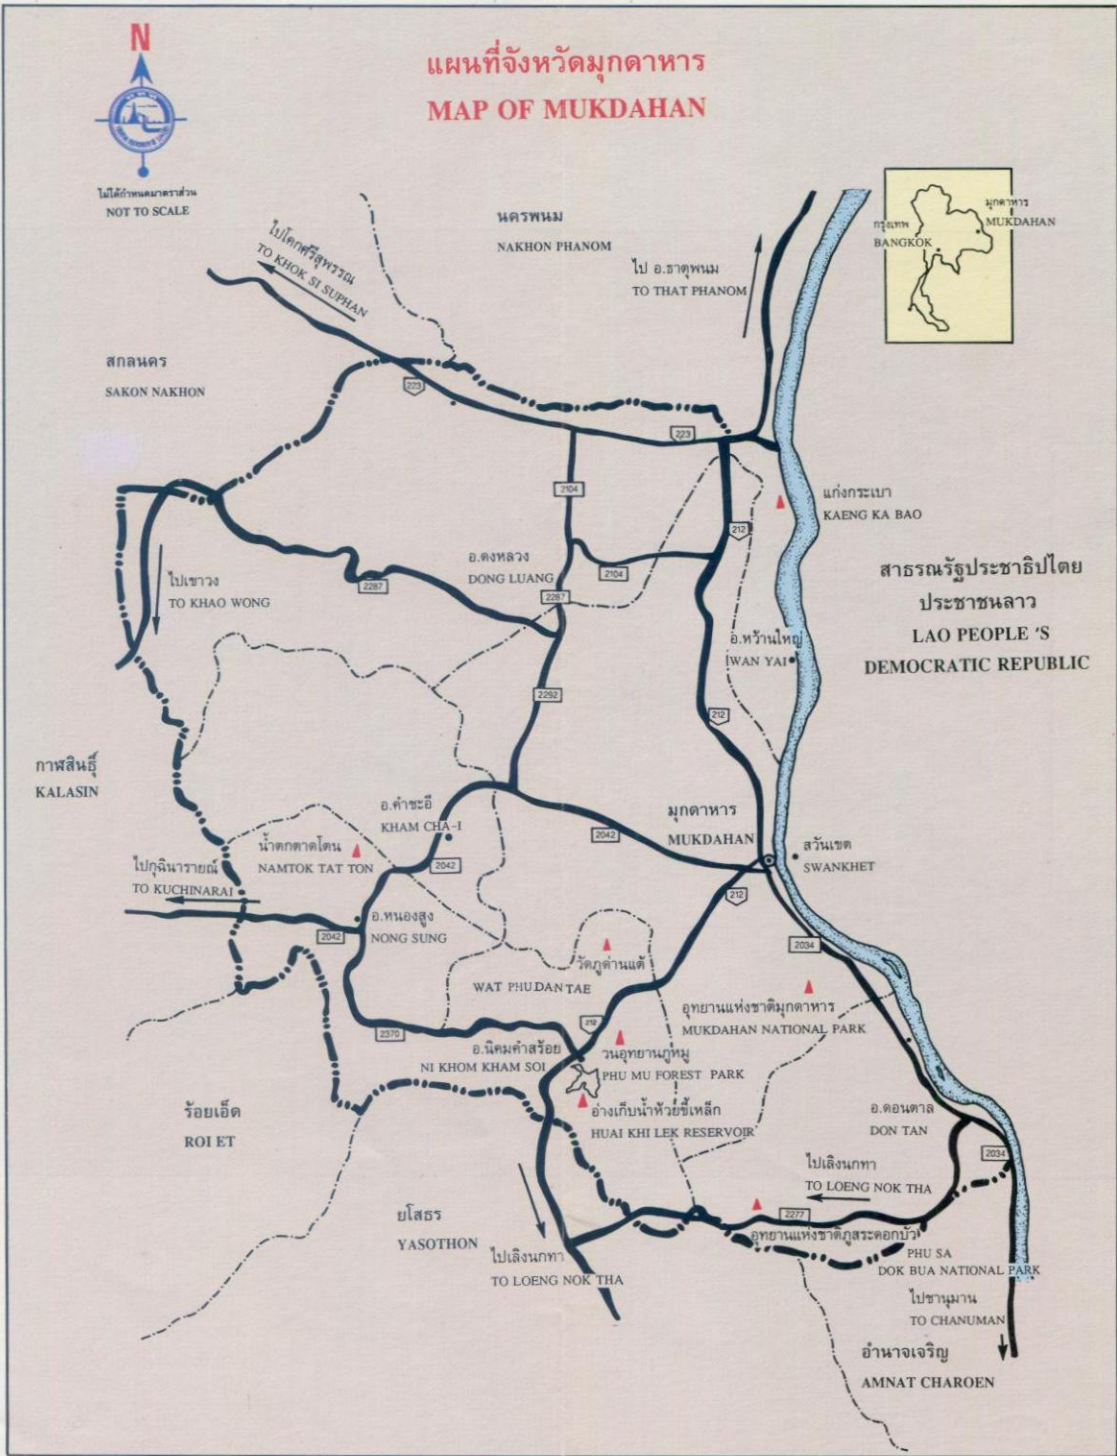 N
แผนที่จังหวัดมุกดาหาร
MAP OF MUKDAHAN
ไม่ได้กำหนดมาตราส่วน
NOT TO SCALE
นครพนม
NAKHON PHANOM
มุกดาหาร
MUKDAHAN
กรุงเทพ
BANGKOK
ไปโคกศรีสุพรรณ
TO KHOK SI SUPHAN
ไป อ.ธาตุพนม
TO THAT PHANOM
สกลนคร
SAKON NAKHON
223
223
2104
แก่งกระเบา
KAENG KA BAO
212
อ.ดงหลวง
DONG LUANG
2104
สาธรณรัฐประชาธิปไตย
ประชาชนลาว
LAO PEOPLE 'S
DEMOCRATIC REPUBLIC
ไปเขาวง
TO KHAO WONG
2287
2287
อ.หว้านใหญ่
WAN YAI
2292
212
กาฬสินธุ์
KALASIN
อ.คำชะอี
KHAM CHA-I
มุกดาหาร
MUKDAHAN
2042
น้ำตกตาดโตน
NAMTOK TAT TON
สวันเขต
SWANKHET
2042
ไปกุฉินารายณ์
TO KUCHINARAI
212
อ.หนองสูง
NONG SUNG
2042
2034
วัดภูด่านแต้
WAT PHUDANTAE
อุทยานแห่งชาติมุกดาหาร
MUKDAHAN NATIONAL PARK
2370
212
อ.นิคมคำสร้อย
NI KHOM KHAM SOI
วนอุทยานภูหมู
PHU MU FOREST PARK
ร้อยเอ็ด
ROI ET
อ่างเก็บน้ำห้วยขี้เหล็ก
HUAI KHI LEK RESERVOIR
อ.ดอนตาล
DON TAN
2034
ไปเลิงนกทา
TO LOENG NOK THA
ยโสธร
YASOTHON
2277
อุทยานแห่งชาติภูสระดอกบัว
PHU SA
DOK BUA NATIONAL PARK
ไปเลิงนกทา
TO LOENG NOK THA
ไปชานุมาน
TO CHANUMAN
อำนาจเจริญ
AMNAT CHAROEN